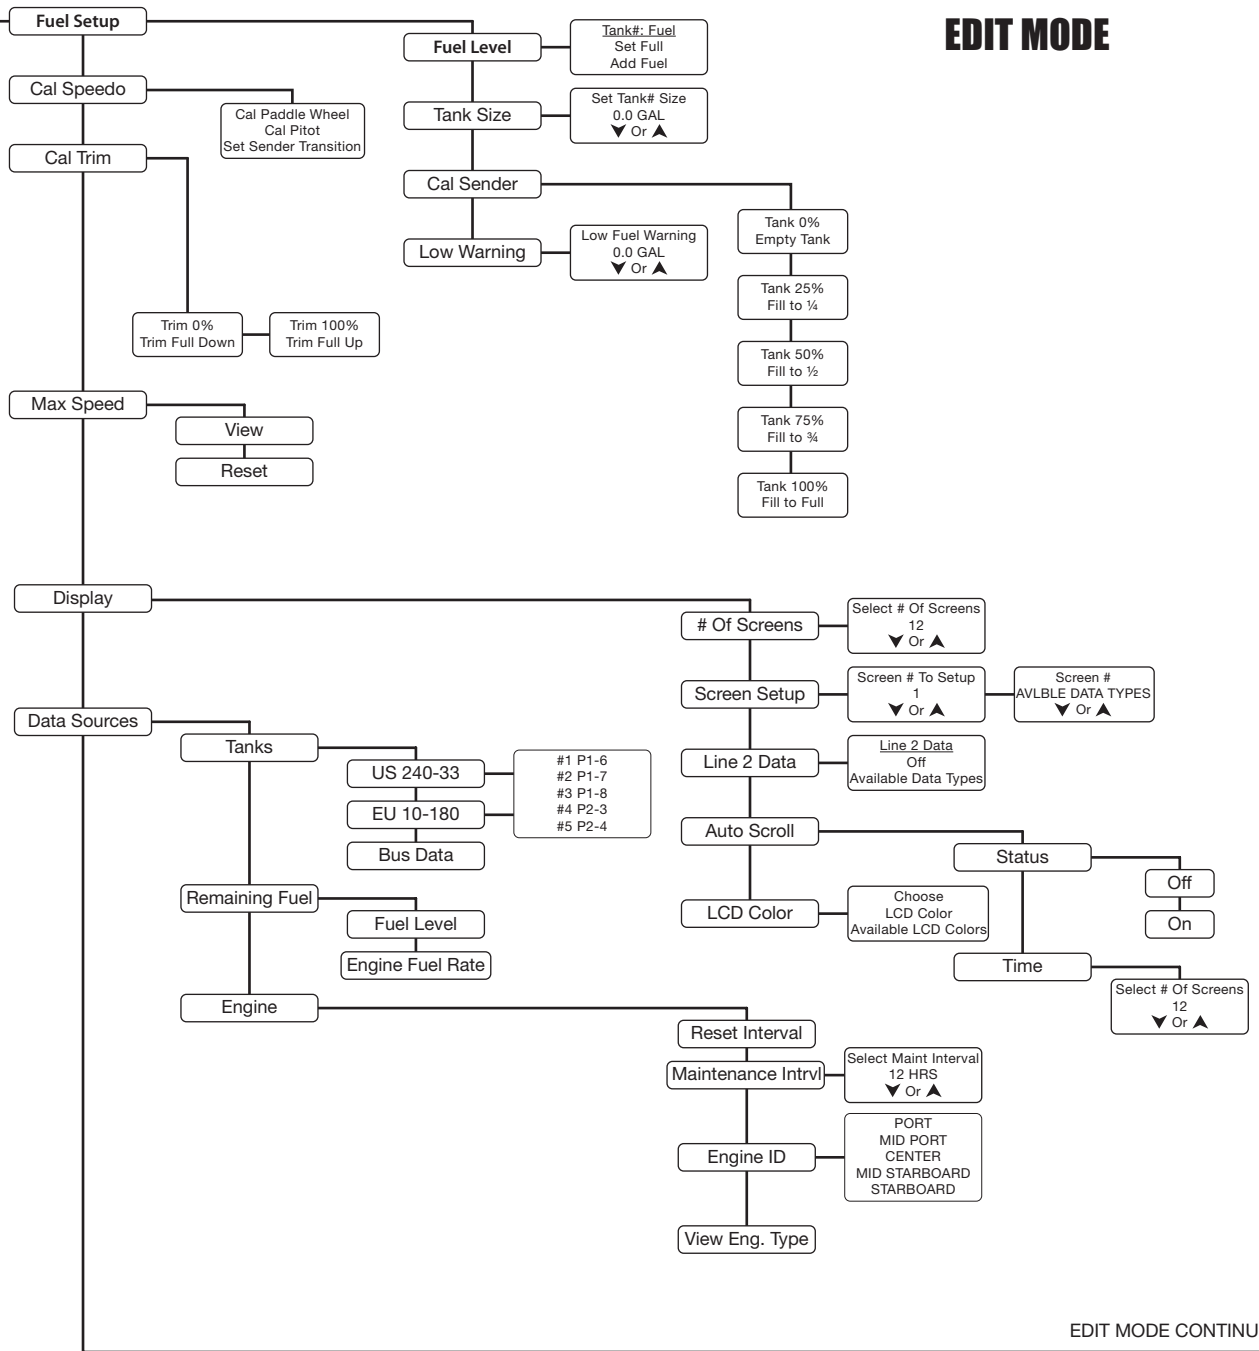 EDIT MODE
Fuel Setup
Fuel Level
Tank#: Fuel
Set Full
Add Fuel
Cal Speedo
Cal Paddle Wheel
Cal Pitot
Set Sender Transition
Tank Size
Set Tank# Size
0.0 GAL
Or
Cal Trim
Cal Sender
Low Warning
Low Fuel Warning
0.0 GAL
Or
Tank 0%
Empty Tank
Tank 25%
Fill to ¼
Tank 50%
Fill to ½
Tank 75%
Fill to ¾
Tank 100%
Fill to Full
Trim 0%
Trim Full Down
Trim 100%
Trim Full Up
Max Speed
View
Reset
Display
# Of Screens
Select # Of Screens
12
Or
Screen Setup
Screen # To Setup
1
Or
Screen #
AVLBLE DATA TYPES
Or
Line 2 Data
Line 2 Data
Off
Available Data Types
Auto Scroll
Status
Off
On
Time
Select # Of Screens
12
Or
LCD Color
Choose
LCD Color
Available LCD Colors
Data Sources
Tanks
US 240-33
EU 10-180
Bus Data
#1 P1-6
#2 P1-7
#3 P1-8
#4 P2-3
#5 P2-4
Remaining Fuel
Fuel Level
Engine Fuel Rate
Engine
Reset Interval
Maintenance Intrvl
Select Maint Interval
12 HRS
Or
Engine ID
PORT
MID PORT
CENTER
MID STARBOARD
STARBOARD
View Eng. Type
EDIT MODE CONTINU